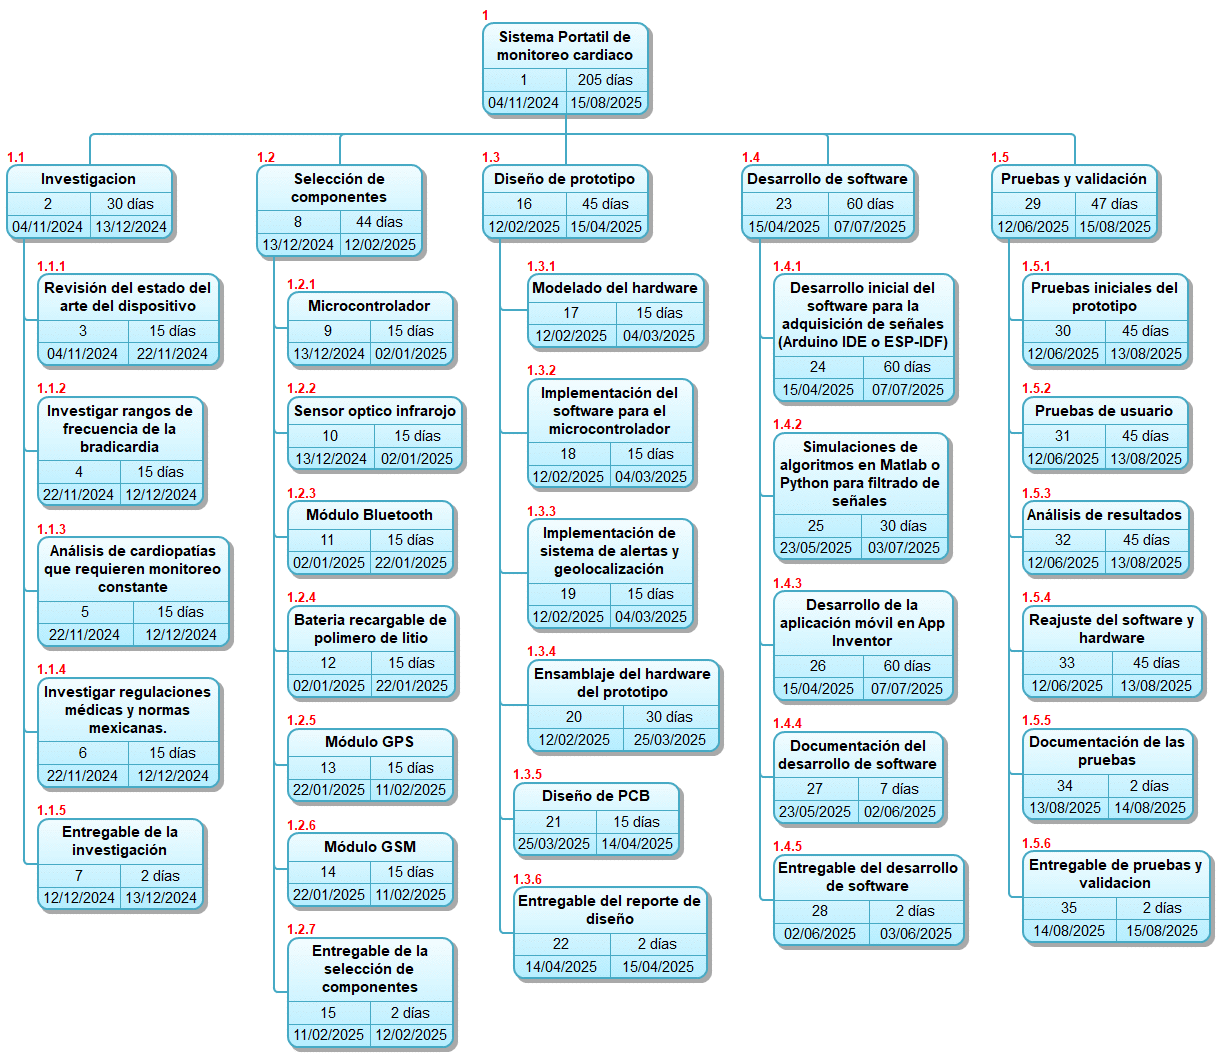 1
Sistema Portatil de
monitoreo cardiaco
1 205 días
04/11/2024 15/08/2025
1.1
Investigacion
2 30 días
04/11/2024 13/12/2024
1.1.1
Revisión del estado del
arte del dispositivo
3 15 días
04/11/2024 22/11/2024
1.1.2
Investigar rangos de
frecuencia de la
bradicardia
4 15 días
22/11/2024 12/12/2024
1.1.3
Análisis de cardiopatías
que requieren monitoreo
constante
5 15 días
22/11/2024 12/12/2024
1.1.4
Investigar regulaciones
médicas y normas
mexicanas.
6 15 días
22/11/2024 12/12/2024
1.1.5
Entregable de la
investigación
7 2 días
12/12/2024 13/12/2024
1.2
Selección de
componentes
8 44 días
13/12/2024 12/02/2025
1.2.1
Microcontrolador
9 15 días
13/12/2024 02/01/2025
1.2.2
Sensor optico infrarojo
10 15 días
13/12/2024 02/01/2025
1.2.3
Módulo Bluetooth
11 15 días
02/01/2025 22/01/2025
1.2.4
Bateria recargable de
polimero de litio
12 15 días
02/01/2025 22/01/2025
1.2.5
Módulo GPS
13 15 días
22/01/2025 11/02/2025
1.2.6
Módulo GSM
14 15 días
22/01/2025 11/02/2025
1.2.7
Entregable de la
selección de
componentes
15 2 días
11/02/2025 12/02/2025
1.3
Diseño de prototipo
16 45 días
12/02/2025 15/04/2025
1.3.1
Modelado del hardware
17 15 días
12/02/2025 04/03/2025
1.3.2
Implementación del
software para el
microcontrolador
18 15 días
12/02/2025 04/03/2025
1.3.3
Implementación de
sistema de alertas y
geolocalización
19 15 días
12/02/2025 04/03/2025
1.3.4
Ensamblaje del hardware
del prototipo
20 30 días
12/02/2025 25/03/2025
1.3.5
Diseño de PCB
21 15 días
25/03/2025 14/04/2025
1.3.6
Entregable del reporte de
diseño
22 2 días
14/04/2025 15/04/2025
1.4
Desarrollo de software
23 60 días
15/04/2025 07/07/2025
1.4.1
Desarrollo inicial del
software para la
adquisición de señales
(Arduino IDE o ESP-IDF)
24 60 días
15/04/2025 07/07/2025
1.4.2
Simulaciones de
algoritmos en Matlab o
Python para filtrado de
señales
25 30 días
23/05/2025 03/07/2025
1.4.3
Desarrollo de la
aplicación móvil en App
Inventor
26 60 días
15/04/2025 07/07/2025
1.4.4
Documentación del
desarrollo de software
27 7 días
23/05/2025 02/06/2025
1.4.5
Entregable del desarrollo
de software
28 2 días
02/06/2025 03/06/2025
1.5
Pruebas y validación
29 47 días
12/06/2025 15/08/2025
1.5.1
Pruebas iniciales del
prototipo
30 45 días
12/06/2025 13/08/2025
1.5.2
Pruebas de usuario
31 45 días
12/06/2025 13/08/2025
1.5.3
Análisis de resultados
32 45 días
12/06/2025 13/08/2025
1.5.4
Reajuste del software y
hardware
33 45 días
12/06/2025 13/08/2025
1.5.5
Documentación de las
pruebas
34 2 días
13/08/2025 14/08/2025
1.5.6
Entregable de pruebas y
validacion
35 2 días
14/08/2025 15/08/2025